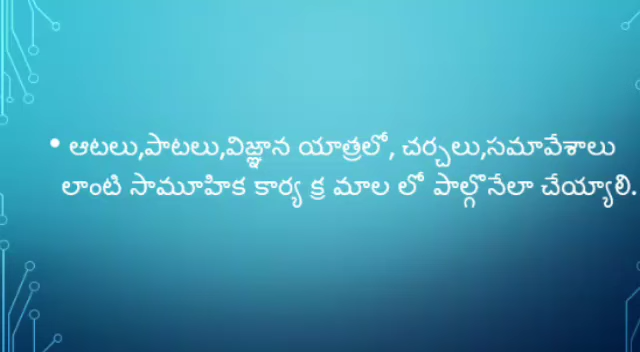 • ఆటలు,పాటలు,విజ్ఞాన యాత్రలో, చర్చలు,సమావేశాలు
లాంటి సామూహిక కార్య క్ర మాల లో పాల్గొనేలా చేయ్యాలి.